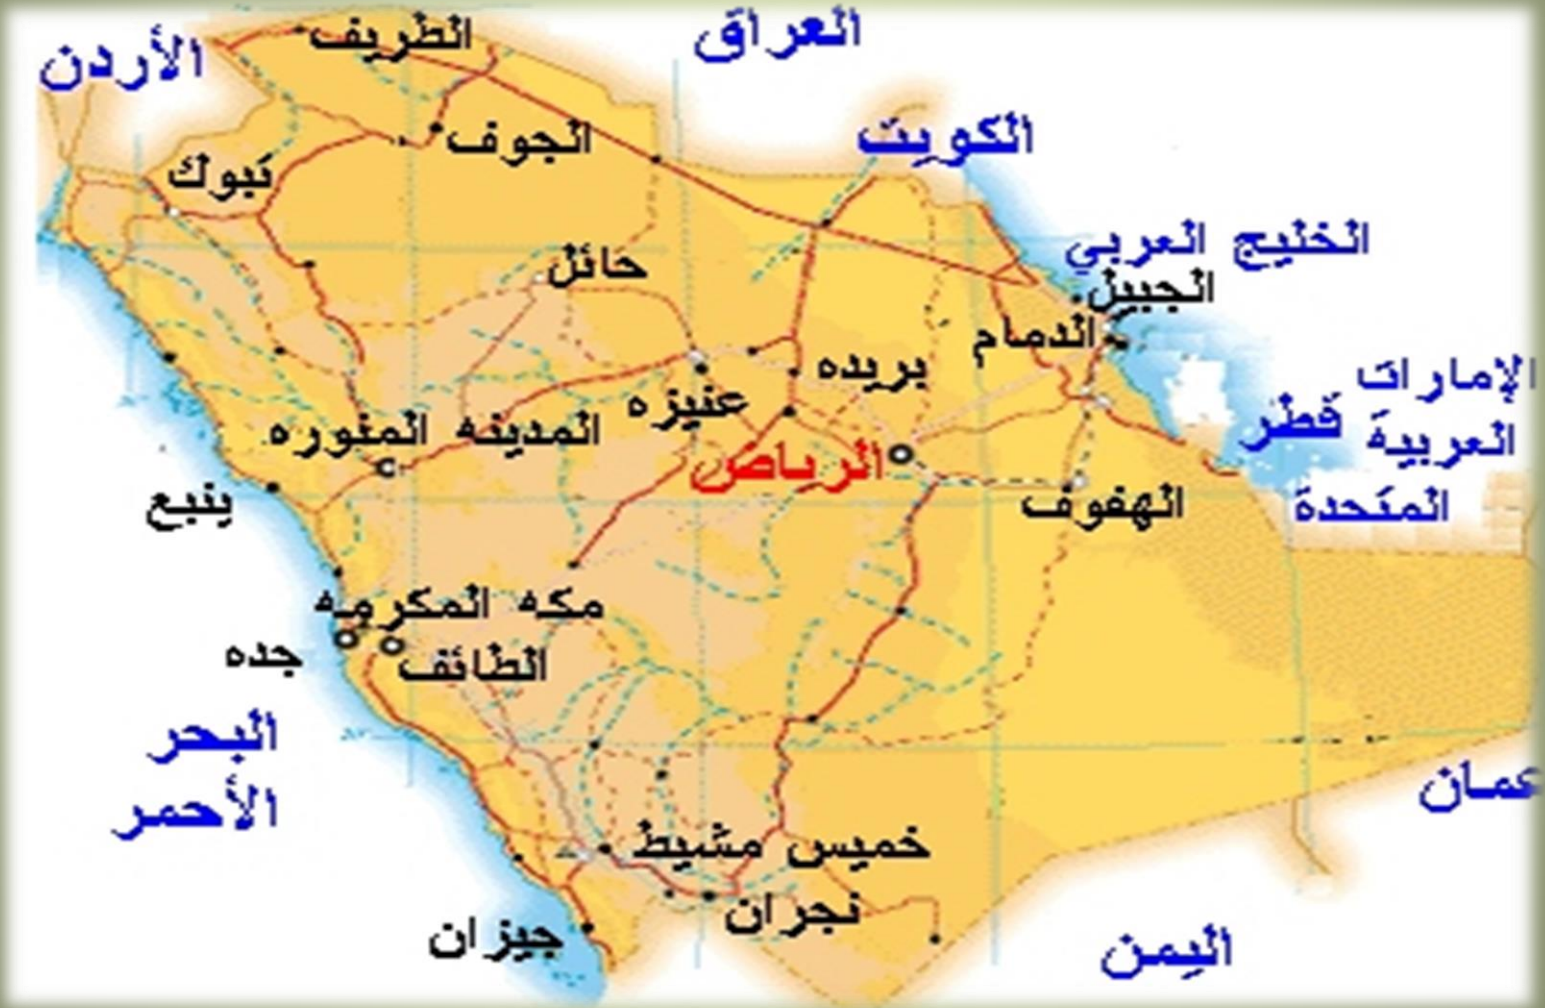 العراق
الطريف
الأردن
الكويت
الجوف
تبوك
الخليج العربي
حائل
الجبيل
الدمام
بريده
عنيزه
الإمارات
العربية
المتحدة
قطر
المدينه المنوره
الرياض
الهفوف
ينبع
مكه المكرمه
جده
الطائف
البحر
الأحمر
عمان
خميس مشيط
نجران
جيزان
اليمن